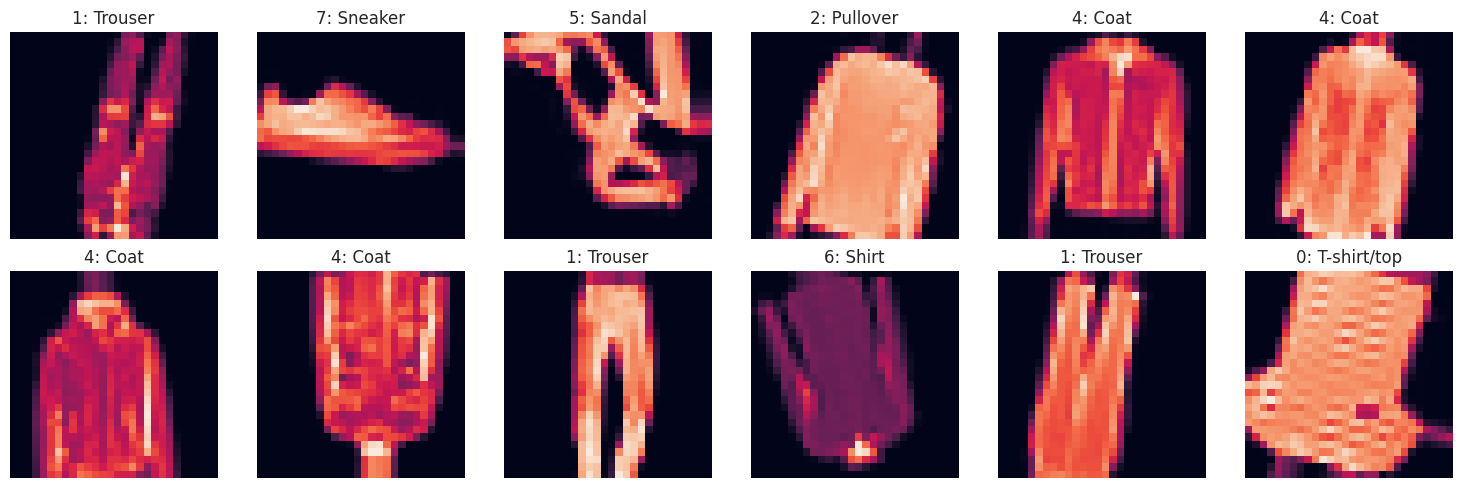 1: Trouser
7: Sneaker
5: Sandal
2: Pullover
4: Coat
4: Coat
4: Coat
4: Coat
1: Trouser
6: Shirt
1: Trouser
0: T-shirt/top